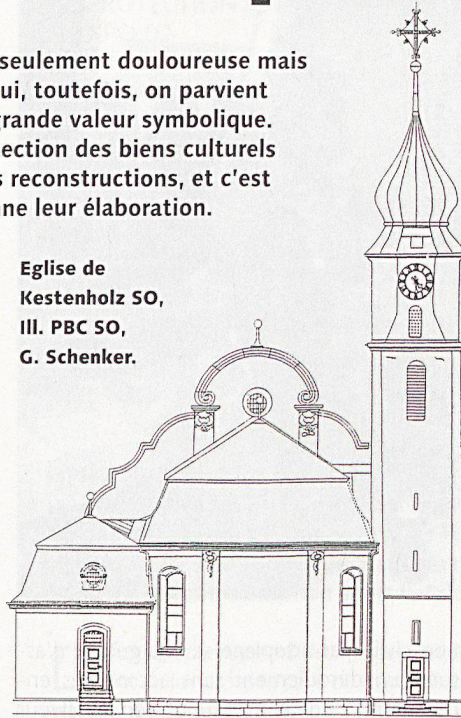 seulement douloureuse mais
ui, toutefois, on parvient
grande valeur symbolique.
ection des biens culturels
s reconstructions, et c'est
ne leur élaboration.
Eglise de
Kestenholz SO,
Ill. PBC SO,
G. Schenker.